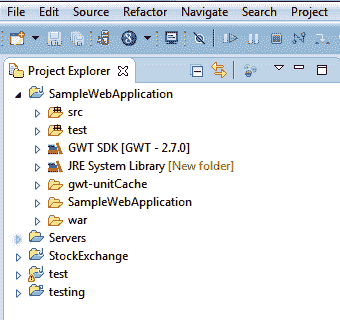 File Edit Source Refactor Navigate Search Project
Project Explorer
SampleWebApplication
src
test
GWT SDK [GWT - 2.7.0]
JRE System Library [New folder]
gwt-unitCache
SampleWebApplication
war
Servers
StockExchange
test
testing